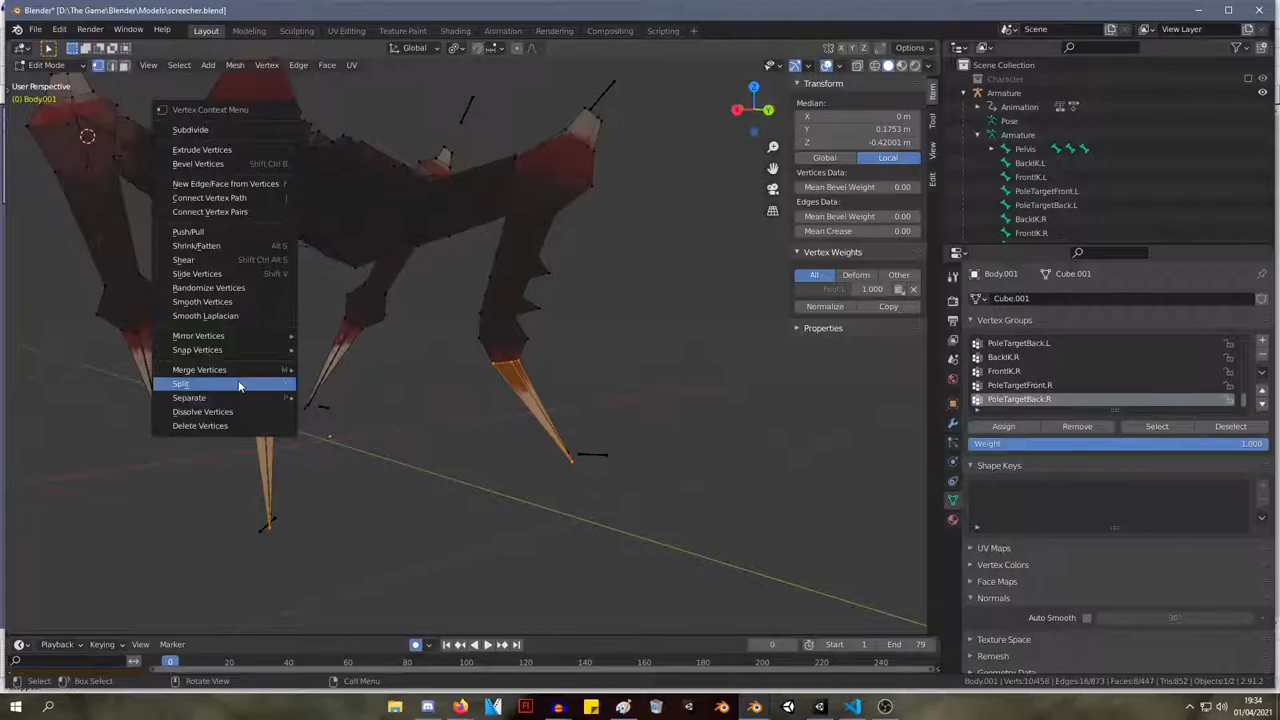 Blender* [D:\The Game\Blender\Models\screecher.blend]
File Edit Render Window Help Layout Modeling Sculpting UV Editing Texture Paint Shading Animation Rendering Compositing Scripting + Scene View Layer
Global X Y Z Options
Edit Mode View Select Add Mesh Vertex Edge Face UV
User Perspective
(0) Body001
Vertex Context Menu
Subdivide
Extrude Vertices
Bevel Vertices Shift Ctrl B
New Edge/Face from Vertices F
Connect Vertex Path J
Connect Vertex Pairs
Push/Pull
Shrink/Fatten Alt S
Shear Shift Ctrl Alt S
Slide Vertices Shift V
Randomize Vertices
Smooth Vertices
Smooth Laplacian
Mirror Vertices
Snap Vertices
Merge Vertices M
Split Y
Separate P
Dissolve Vertices
Delete Vertices
Z
X Y
Transform
Median:
X 0 m
Y 0.1753 m
Z -0.42001 m
Global Local
Vertices Data:
Mean Bevel Weight 0.00
Edges Data:
Mean Bevel Weight 0.00
Mean Crease 0.00
Vertex Weights
All Deform Other
Foot.L 1.000
Normalize Copy
Properties
Item
Tool
View
Edit
Scene Collection
Character
Armature
Animation
Pose
Armature
Pelvis
BackIK.L
FrontIK.L
PoleTargetFront.L
PoleTargetBack.L
BackIK.R
FrontIK.R
Body.001 Cube.001
Cube.001
Vertex Groups
PoleTargetBack.L
BackIK.R
FrontIK.R
PoleTargetFront.R
PoleTargetBack.R
Assign Remove Select Deselect
Weight 1.000
Shape Keys
UV Maps
Vertex Colors
Face Maps
Normals
Auto Smooth 30°
Texture Space
Remesh
Geometry Data
Playback Keying View Marker 0 Start 1 End 79
0 20 40 60 80 100 120 140 160 180 200 220 240
Select Box Select Rotate View Call Menu Body.001 | Verts:10/458 | Edges:16/873 | Faces:8/447 | Tris:852 | Objects:1/2 | 2.91.2
19:34
01/04/2021